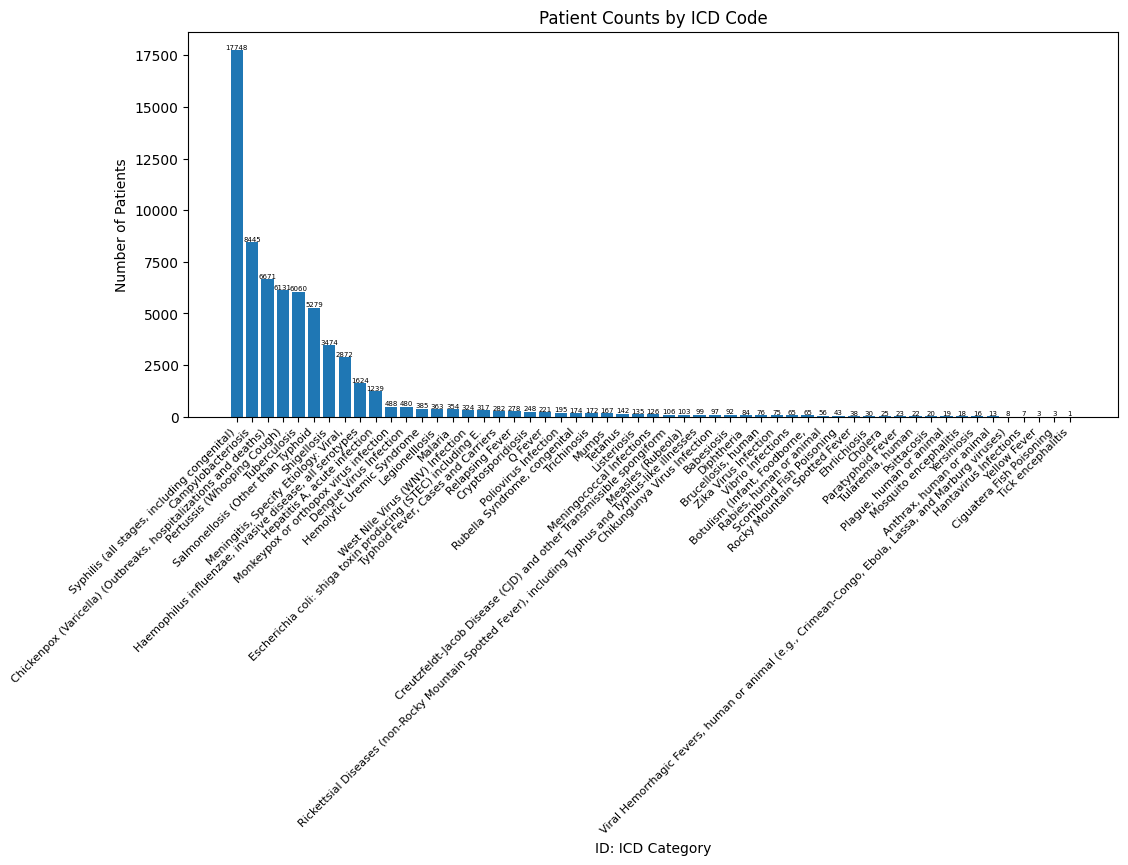 Patient Counts by ICD Code
Number of Patients
17500
15000
12500
10000
7500
5000
2500
0
17748
8445
6671
6131
6060
5279
3474
2872
1624
1239
488
480
385
363
354
324
317
282
278
248
221
195
174
172
167
142
135
126
106
103
99
97
92
84
76
75
65
65
56
43
38
30
25
23
22
20
19
18
16
13
8
7
3
3
1
Syphilis (all stages, including congenital)
Campylobacteriosis
Chickenpox (Varicella) (Outbreaks, hospitalizations and deaths)
Pertussis (Whooping Cough)
Tuberculosis
Salmonellosis (Other than typhoid
Shigellosis
Meningitis, Specify Etiology: Viral,
Haemophilus influenzae, invasive disease, all serotypes
Hepatitis A, acute infection
Monkeypox or orthopox virus infection
Dengue Virus Infection
Hemolytic Uremic Syndrome
Legionellosis
Malaria
West Nile Virus (WNV) Infection
Escherichia coli: shiga toxin producing (STEC) including E.
Typhoid Fever, Cases and Carriers
Relapsing Fever
Cryptosporidiosis
Q Fever
Poliovirus Infection
Rubella Syndrome, congenital
Trichinosis
Mumps
Tetanus
Listeriosis
Meningococcal Infections
Creutzfeldt-Jacob Disease (CJD) and other Transmissible Spongiform
Measles (Rubeola)
Rickettsial Diseases (non-Rocky Mountain Spotted Fever), including Typhus and Typhus-like Illnesses
Chikungunya Virus Infection
Babesiosis
Diptheria
Brucellosis, human
Zika Virus Infection
Vibrio Infections
Botulism (Infant, Foodborne,
Rabies, human or animal
Scombroid Fish Poisoning
Rocky Mountain Spotted Fever
Ehrlichiosis
Cholera
Paratyphoid Fever
Tularemia, human
Psittacosis
Plague, human or animal
Mosquito encephalitis
Yersiniosis
Anthrax, human or animal
Viral Hemorrhagic Fevers, human or animal (e.g., Crimean-Congo, Ebola, Lassa, and Marburg viruses)
Hantavirus Infections
Yellow Fever
Ciguatera Fish Poisoning
Tick encephalitis
ID: ICD Category